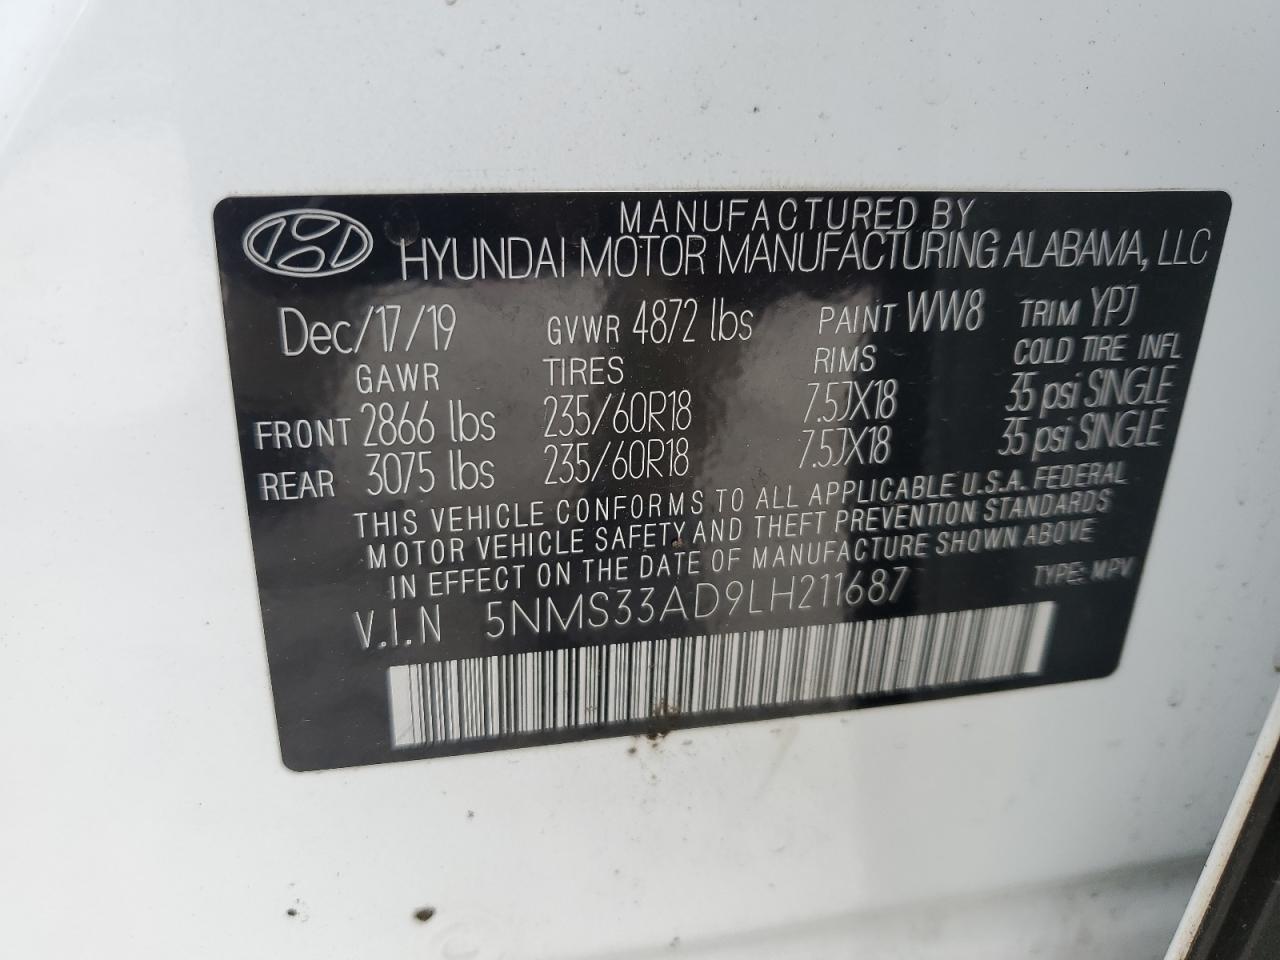 MANUFACTURED BY
HYUNDAI MOTOR MANUFACTURING ALABAMA, LLC
Dec/17/19 GVWR 4872 lbs PAINT WW8 TRIM YPJ
GAWR TIRES RIMS COLD TIRE INFL
FRONT 2866 lbs 235/60R18 7.5JX18 35 psi SINGLE
REAR 3075 lbs 235/60R18 7.5JX18 35 psi SINGLE
THIS VEHICLE CONFORMS TO ALL APPLICABLE U.S.A. FEDERAL
MOTOR VEHICLE SAFETY AND THEFT PREVENTION STANDARDS
IN EFFECT ON THE DATE OF MANUFACTURE SHOWN ABOVE
V.I.N 5NMS33AD9LH211687 TYPE: MPV